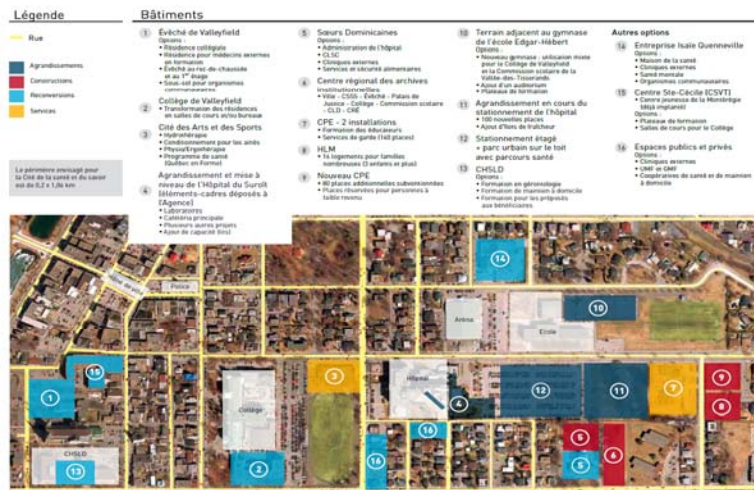 Légende
Rue
Agrandissements
Constructions
Reconversions
Services
Le périmètre envisagé pour
la Cité de la santé et du savoir
est de 0,2 x 1,06 km
Bâtiments
1 Évêché de Valleyfield
Options :
• Résidence collégiale
• Résidence pour médecins externes
en formation
• Évêché au rez-de-chaussée
et au 1er étage
• Sous-sol pour organismes
communautaires
2 Collège de Valleyfield
• Transformation des résidences
en salles de cours et/ou bureaux
3 Cité des Arts et des Sports
• Hydrothérapie
• Conditionnement pour les ainés
• Physio/Ergothérapie
• Programme de santé
(Québec en Forme)
4 Agrandissement et mise à
niveau de l'Hôpital du Suroît
(éléments-cadres déposés à
l'Agence)
• Laboratoires
• Cafétéria principale
• Plusieurs autres projets
• Ajout de capacité (lits)
5 Sœurs Dominicaines
Options :
• Administration de l'hôpital
• CLSC
• Cliniques externes
• Services et sécurité alimentaires
6 Centre régional des archives
institutionnelles
• Ville - CSSS - Évêché - Palais de
Justice - Collège - Commission scolaire
- CLD - CRÉ
7 CPE - 2 installations
• Formation des éducateurs
• Services de garde (160 places)
8 HLM
• 16 logements pour familles
nombreuses (3 enfants et plus)
9 Nouveau CPE
• 80 places additionnelles subventionnées
• Places réservées pour personnes à
faible revenu
10 Terrain adjacent au gymnase
de l'école Edgar-Hébert
Options :
• Nouveau gymnase - utilisation mixte
pour le Collège de Valleyfield
et la Commission scolaire de la
Vallée-des-Tisserands
• Ajout d'un auditorium
• Plateaux de formation
11 Agrandissement en cours du
stationnement de l'hôpital
• 100 nouvelles places
• Ajout d'îlots de fraîcheur
12 Stationnement étagé
+ parc urbain sur le toit
avec parcours santé
13 CHSLD
Options :
• Formation en gérontologie
• Formation de maintien à domicile
• Formation pour les préposés
aux bénéficiaires
Autres options
14 Entreprise Isaïe Quenneville
Options :
• Maison de la santé
• Cliniques externes
• Santé mentale
• Organismes communautaires
15 Centre Ste-Cécile (CSVT)
• Centre jeunesse de la Montérégie
(déjà implanté)
Options :
• Plateaux de formation
• Salles de cours pour le Collège
16 Espaces publics et privés
Options :
• Cliniques externes
• UMF et GMF
• Coopératives de santé et de maintien
à domicile
Hôtel de ville
Police
14
Aréna
École
10
15
1
Collège
3
Hôpital
4
12
11
7
9
8
CHSLD
13
2
16
16
5
5
6